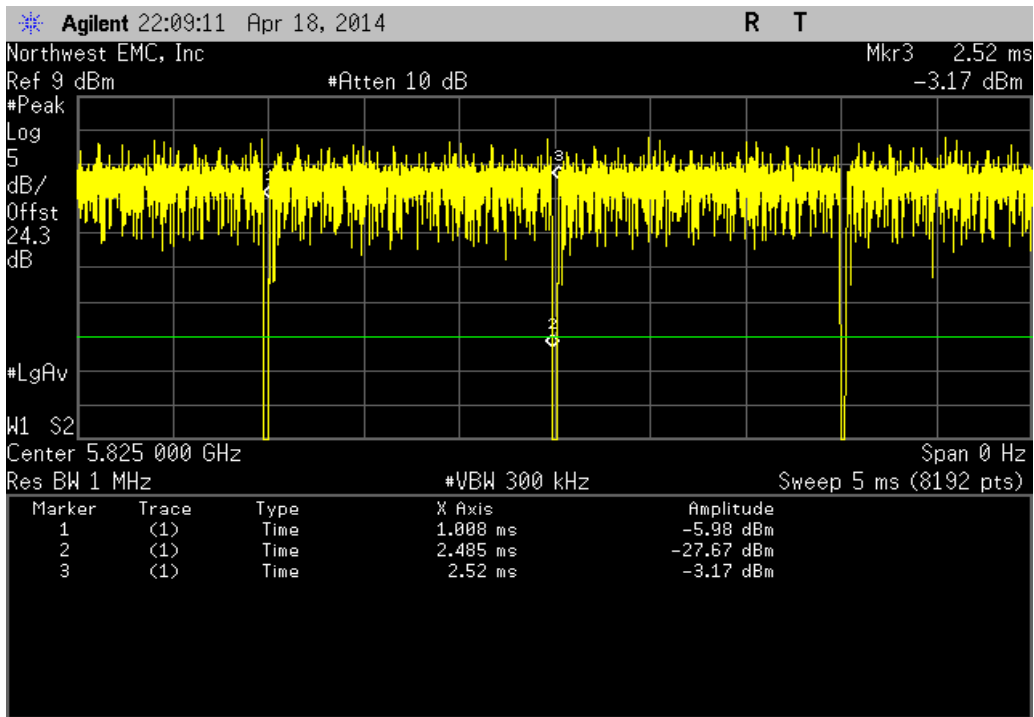 Agilent 22:09:11 Apr 18, 2014 R T
Northwest EMC, Inc Mkr3 2.52 ms
Ref 9 dBm #Atten 10 dB -3.17 dBm
#Peak
Log
5
dB/
Offst
24.3
dB
#LgAv
W1 S2
1
3
2
Center 5.825 000 GHz Span 0 Hz
Res BW 1 MHz #VBW 300 kHz Sweep 5 ms (8192 pts)
Marker Trace Type X Axis Amplitude
1 (1) Time 1.008 ms -5.98 dBm
2 (1) Time 2.485 ms -27.67 dBm
3 (1) Time 2.52 ms -3.17 dBm